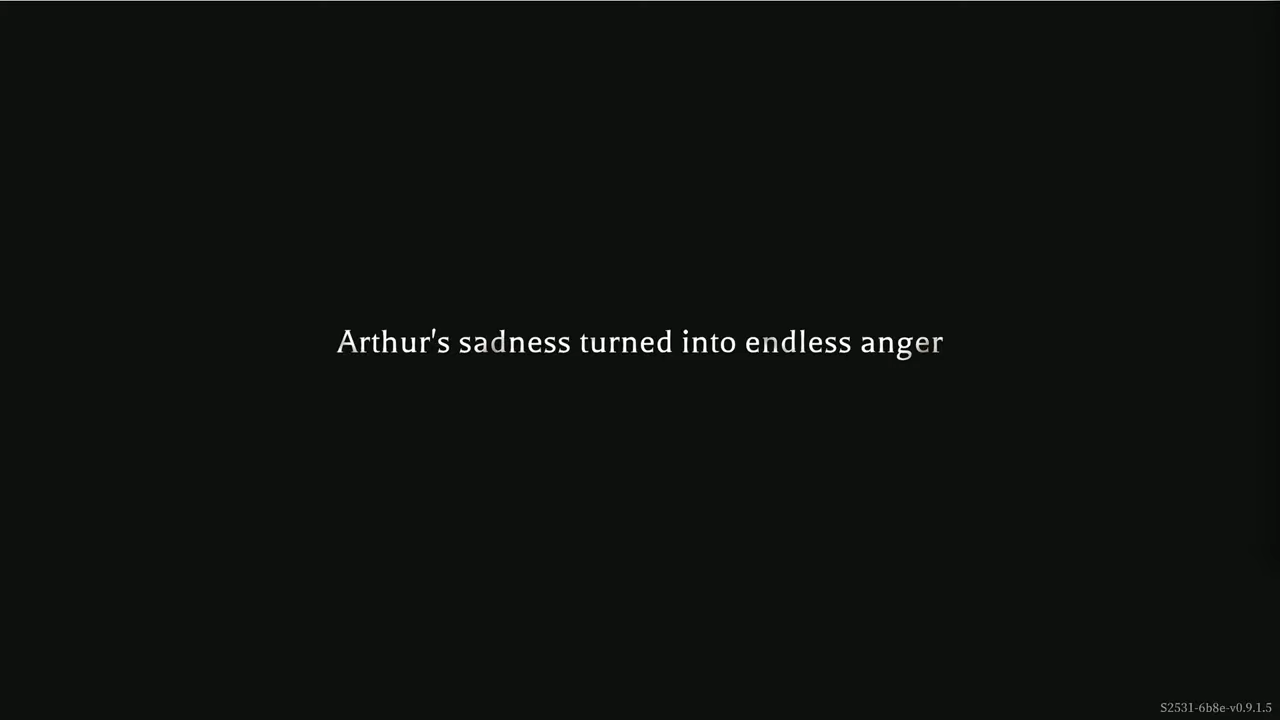 Arthur's sadness turned into endless anger
S2531-6b8e-v0.9.1.5